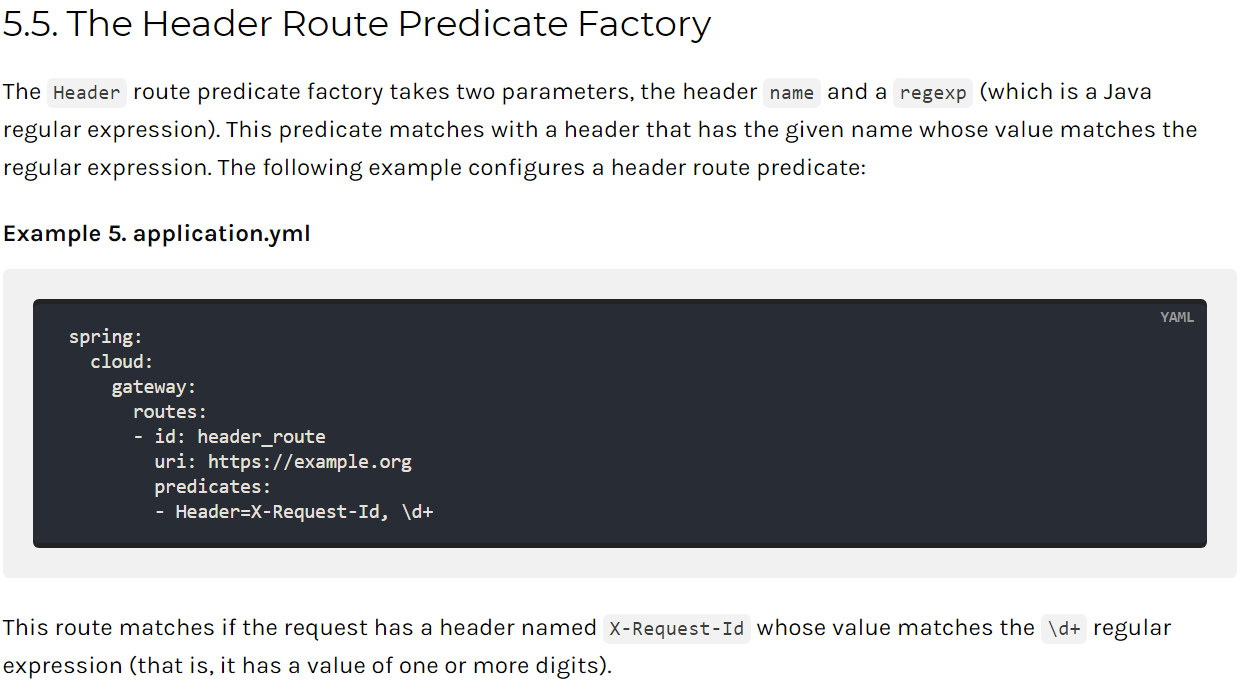 5.5. The Header Route Predicate Factory
The Header route predicate factory takes two parameters, the header name and a regexp (which is a Java
regular expression). This predicate matches with a header that has the given name whose value matches the
regular expression. The following example configures a header route predicate:
Example 5. application.yml
YAML
spring:
  cloud:
    gateway:
      routes:
      - id: header_route
        uri: https://example.org
        predicates:
        - Header=X-Request-Id, \d+
This route matches if the request has a header named X-Request-Id whose value matches the \d+ regular
expression (that is, it has a value of one or more digits).